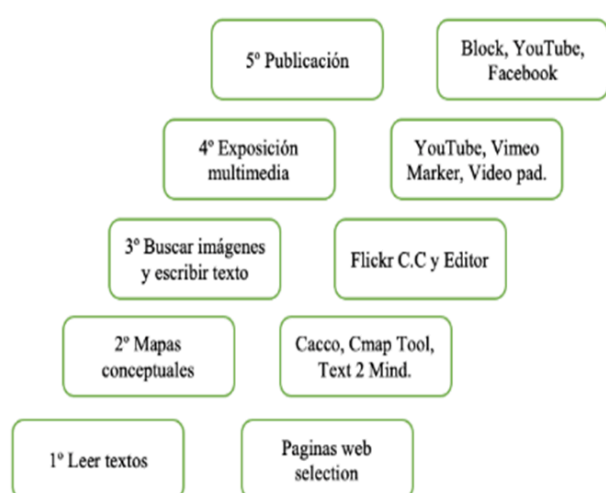 5º Publicación
Block, YouTube,
Facebook
4º Exposición
multimedia
YouTube, Vimeo
Marker, Video pad.
3º Buscar imágenes
y escribir texto
Flickr C.C y Editor
2º Mapas
conceptuales
Cacco, Cmap Tool,
Text 2 Mind.
1º Leer textos
Paginas web
selection